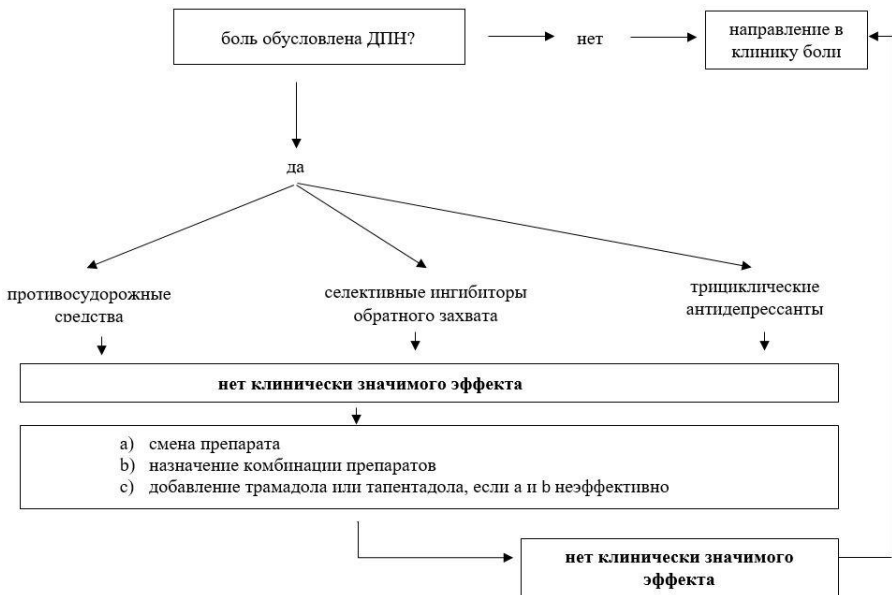 боль обусловлена ДПН?
нет
направление в
клинику боли
да
противосудорожные
средства
селективные ингибиторы
обратного захвата
трициклические
антидепрессанты
нет клинически значимого эффекта
a) смена препарата
b) назначение комбинации препаратов
c) добавление трамадола или тапентадола, если a и b неэффективно
нет клинически значимого
эффекта